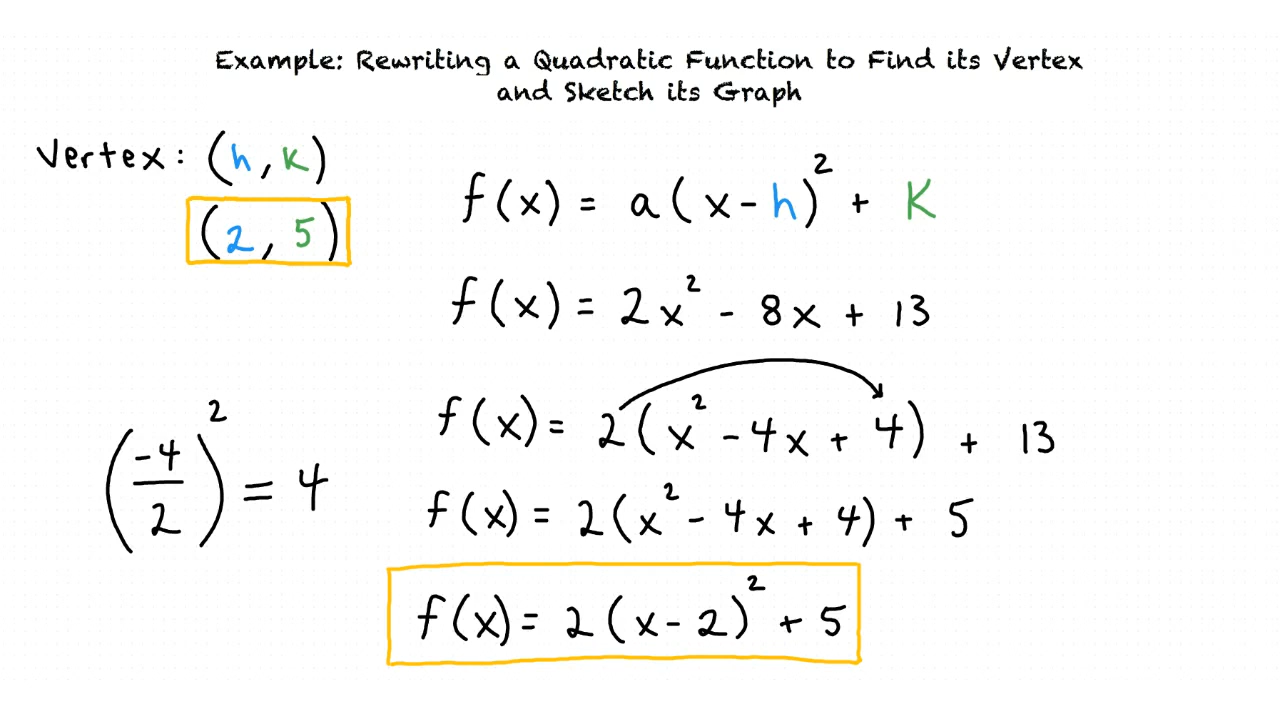 Example: Rewriting a Quadratic Function to Find its Vertex
and Sketch its Graph
Vertex: (h, k)
(2, 5)
f(x) = a(x-h)² + k
f(x) = 2x² - 8x + 13
(-4/2)² = 4
f(x) = 2(x² - 4x + 4) + 13
f(x) = 2(x² - 4x + 4) + 5
f(x) = 2(x-2)² + 5